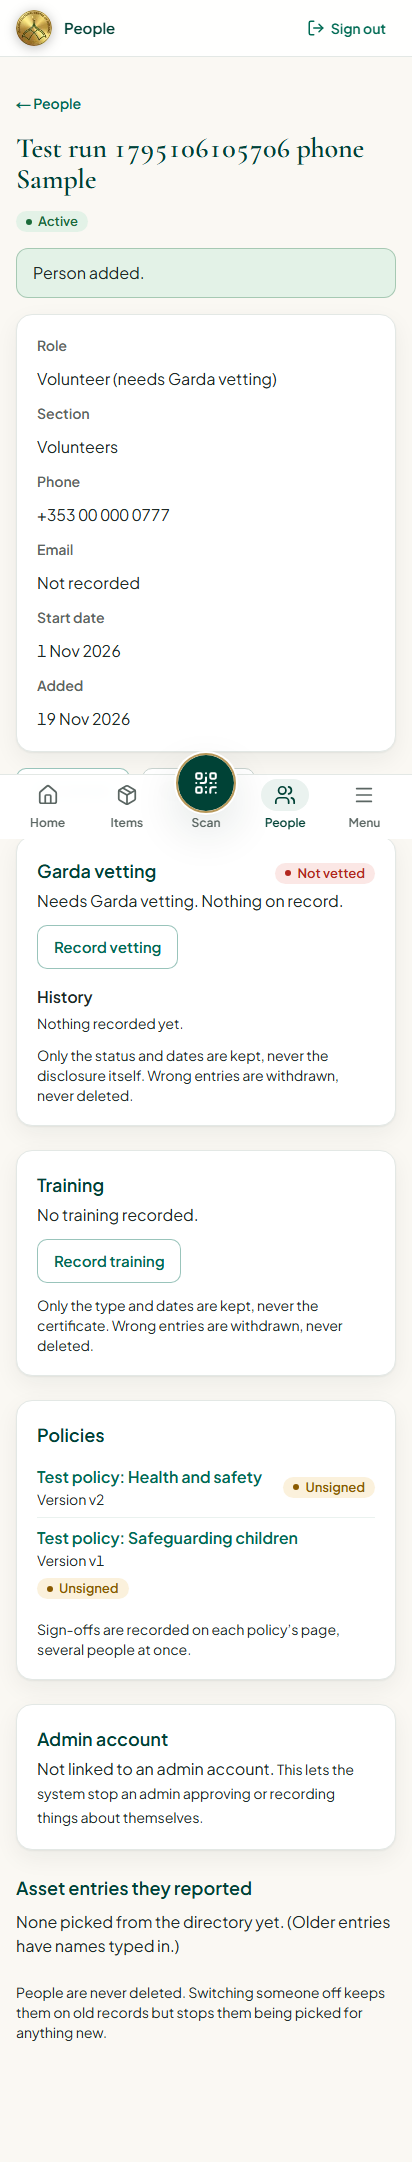 People
Sign out
← People
Test run 1795106105706 phone
Sample
Active
Person added.
Role
Volunteer (needs Garda vetting)
Section
Volunteers
Phone
+353 00 000 0777
Email
Not recorded
Start date
1 Nov 2026
Added
19 Nov 2026
Home
Items
Scan
People
Menu
Garda vetting
Not vetted
Needs Garda vetting. Nothing on record.
Record vetting
History
Nothing recorded yet.
Only the status and dates are kept, never the
disclosure itself. Wrong entries are withdrawn,
never deleted.
Training
No training recorded.
Record training
Only the type and dates are kept, never the
certificate. Wrong entries are withdrawn, never
deleted.
Policies
Test policy: Health and safety
Unsigned
Version v2
Test policy: Safeguarding children
Version v1
Unsigned
Sign-offs are recorded on each policy's page,
several people at once.
Admin account
Not linked to an admin account. This lets the
system stop an admin approving or recording
things about themselves.
Asset entries they reported
None picked from the directory yet. (Older entries
have names typed in.)
People are never deleted. Switching someone off keeps
them on old records but stops them being picked for
anything new.